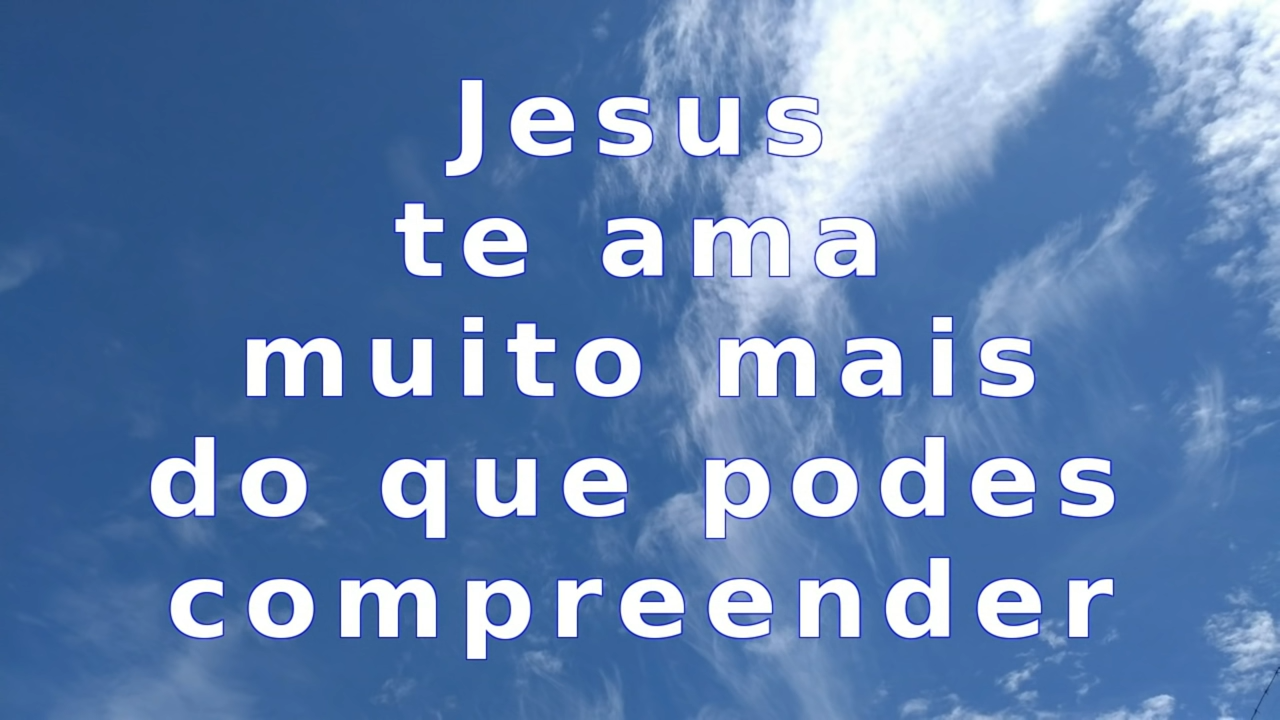 Jesus
te ama
muito mais
do que podes
compreender